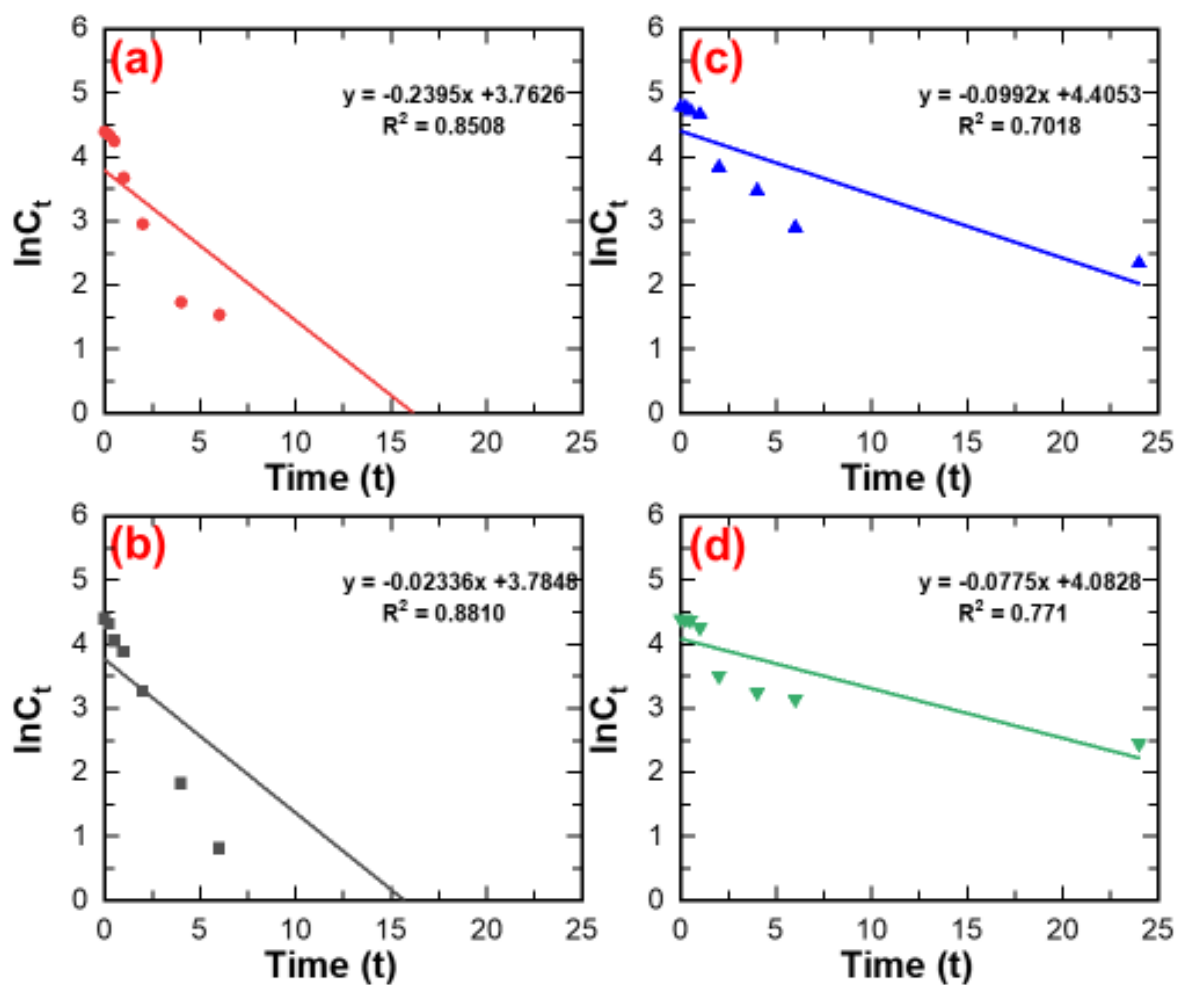 (a)
y = -0.2395x +3.7626
R² = 0.8508
lnCt
6
5
4
3
2
1
0
0 5 10 15 20 25
Time (t)
(c)
y = -0.0992x +4.4053
R² = 0.7018
lnCt
6
5
4
3
2
1
0
0 5 10 15 20 25
Time (t)
(b)
y = -0.02336x +3.7848
R² = 0.8810
lnCt
6
5
4
3
2
1
0
0 5 10 15 20 25
Time (t)
(d)
y = -0.0775x +4.0828
R² = 0.771
lnCt
6
5
4
3
2
1
0
0 5 10 15 20 25
Time (t)